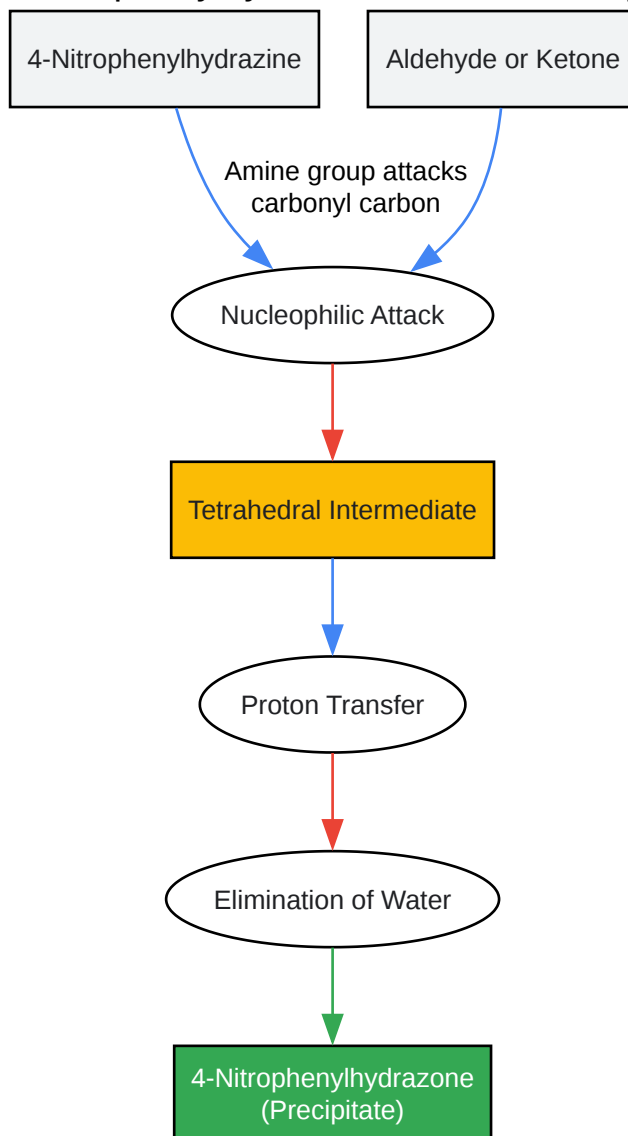 4-Nitrophenylhydrazine
Aldehyde or Ketone
Amine group attacks
carbonyl carbon
Nucleophilic Attack
Tetrahedral Intermediate
Proton Transfer
Elimination of Water
4-Nitrophenylhydrazone
(Precipitate)